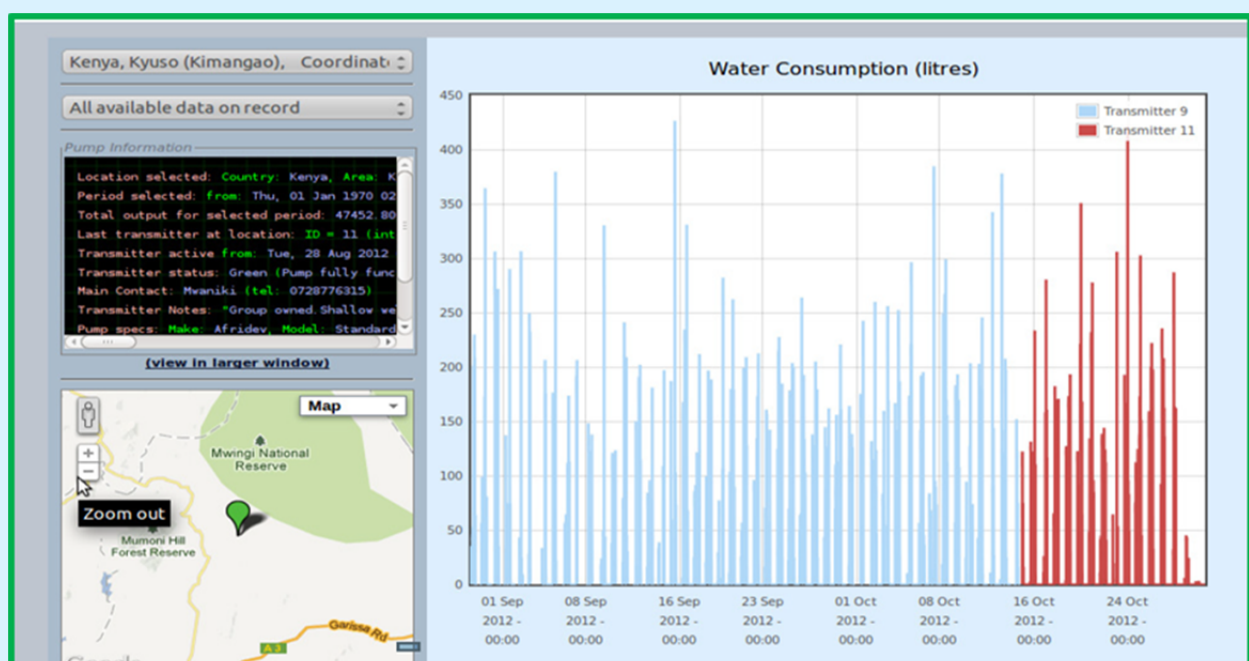 Kenya, Kyuso (Kimangao), Coordinat
All available data on record
Pump Information
Location selected: Country: Kenya, Area: K
Period selected: from: Thu, 01 Jan 1970 02
Total output for selected period: 47452.80
Last transmitter at location: ID = 11 (int
Transmitter active from: Tue, 28 Aug 2012
Transmitter status: Green (Pump fully func
Main Contact: Mwaniki (tel: 0728776315)
Transmitter Notes: "Group owned.Shallow we
Pump specs: Make: Afridev, Model: Standard
(view in larger window)
Map
Mwingi National
Reserve
+
−
Zoom out
Mumoni Hill
Forest Reserve
Garissa Rd
A3
Water Consumption (litres)
Transmitter 9
Transmitter 11
450
400
350
300
250
200
150
100
50
0
01 Sep 08 Sep 16 Sep 23 Sep 01 Oct 08 Oct 16 Oct 24 Oct
2012 - 2012 - 2012 - 2012 - 2012 - 2012 - 2012 - 2012 -
00:00 00:00 00:00 00:00 00:00 00:00 00:00 00:00